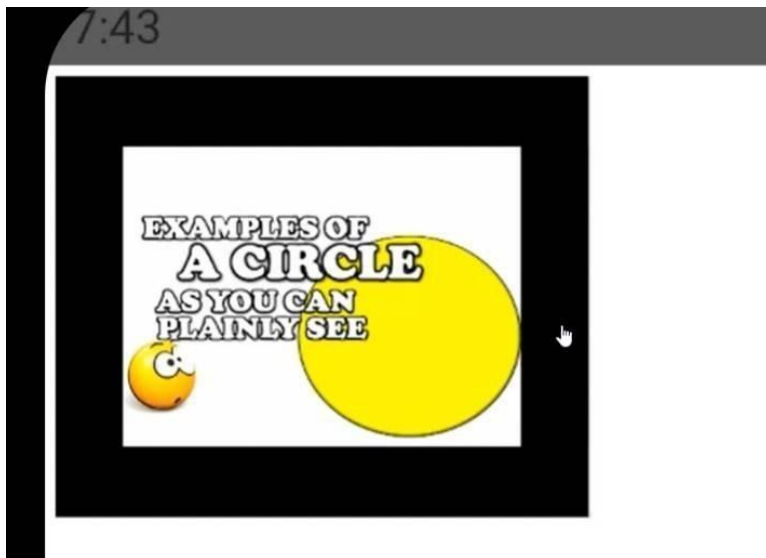 7:43
EXAMPLES OF
A CIRCLE
AS YOU CAN
PLAINLY SEE